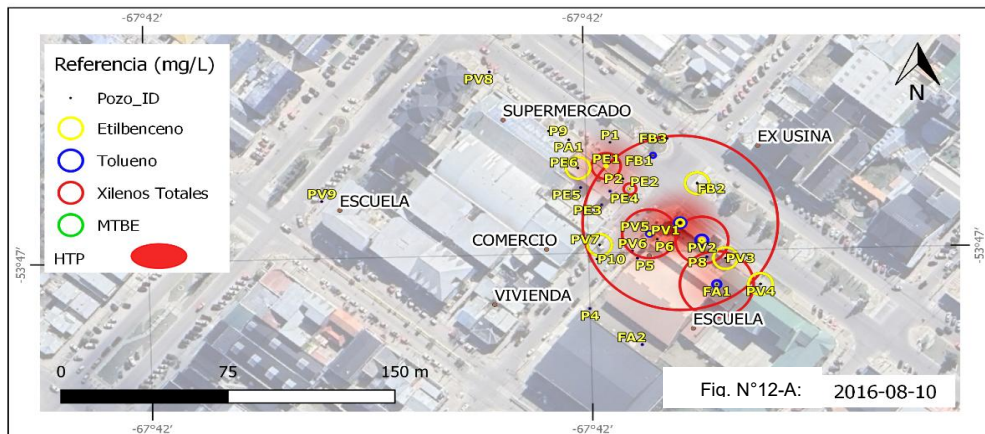 -67°42'
-67°42'
Referencia (mg/L)
Pozo_ID
Etilbenceno
Tolueno
Xilenos Totales
MTBE
HTP
N
PV8
SUPERMERCADO
P9
P1
FB3
EX USINA
PA1
PE1
FB1
PE6
P2
PE2
FB2
PE5
PE4
PV9
ESCUELA
PE3
PV5
PV1
COMERCIO
PV7
PV6
P6
PV2
-53°47'
-53°47'
P10
P5
P8
PV3
VIVIENDA
FA1
PV4
P4
ESCUELA
FA2
0
75
150 m
Fig. N°12-A:
2016-08-10
-67°42'
-67°42'